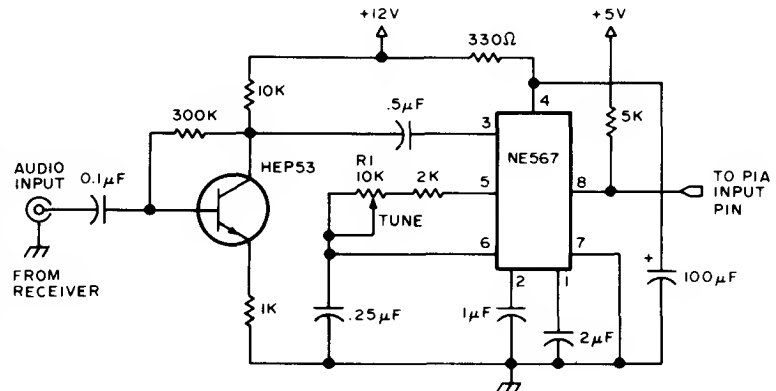 +12V
+5V
330Ω
10K
4
5K
300K
.5µF
3
NE567
HEP53
R1
10K
2K
5
8
TO PIA
INPUT
PIN
AUDIO
INPUT
0.1µF
TUNE
6
7
FROM
RECEIVER
2
1
+
100µF
1K
.25µF
1µF
2µF